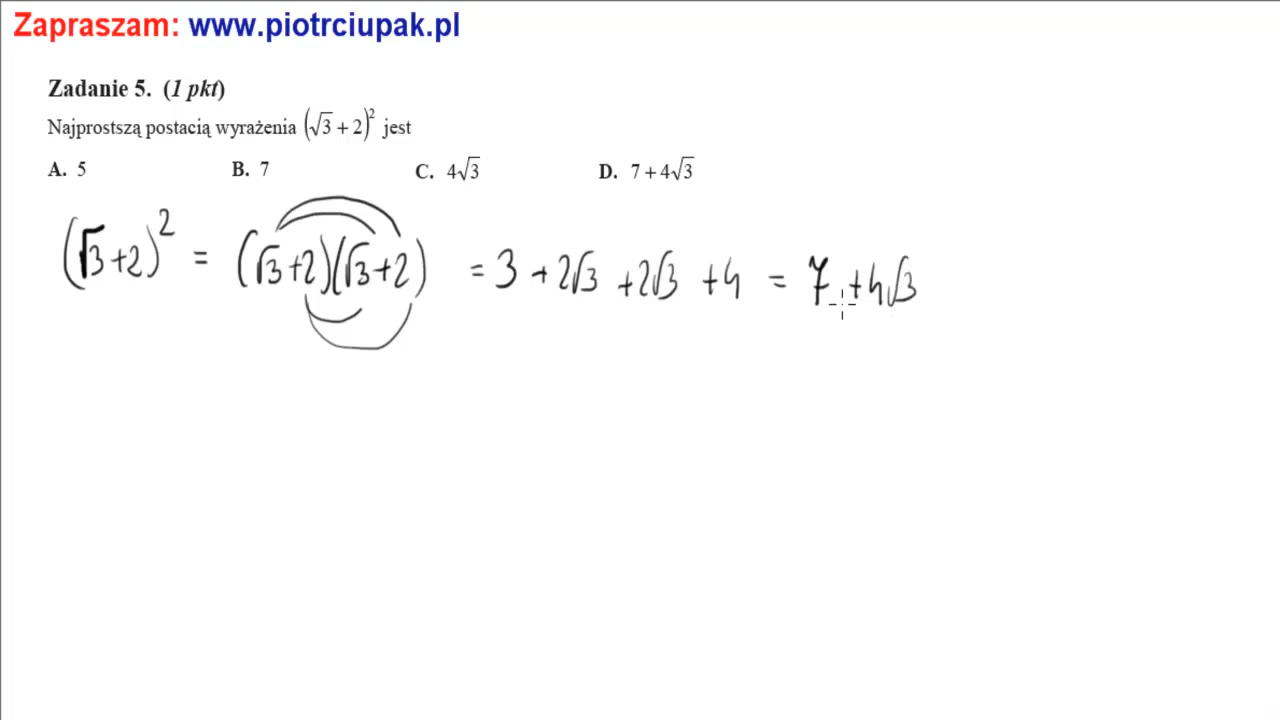 Zapraszam: www.piotrciupak.pl
Zadanie 5. (1 pkt)
Najprostszą postacią wyrażenia (√3 + 2)² jest
A. 5 B. 7 C. 4√3 D. 7 + 4√3
(√3+2)² = (√3+2)(√3+2) = 3 + 2√3 + 2√3 + 4 = 7 + 4√3